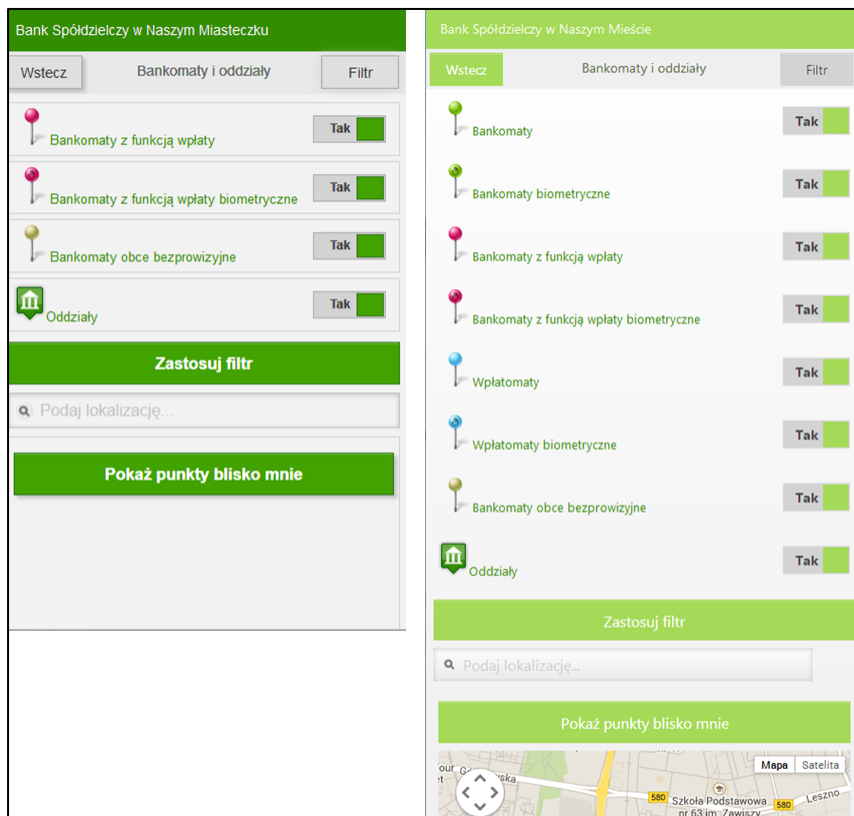 Bank Spółdzielczy w Naszym Miasteczku
Wstecz
Bankomaty i oddziały
Filtr
Bankomaty z funkcją wpłaty
Tak
Bankomaty z funkcją wpłaty biometryczne
Tak
Bankomaty obce bezprowizyjne
Tak
Oddziały
Tak
Zastosuj filtr
Podaj lokalizację...
Pokaż punkty blisko mnie
Bank Spółdzielczy w Naszym Mieście
Wstecz
Bankomaty i oddziały
Filtr
Bankomaty
Tak
Bankomaty biometryczne
Tak
Bankomaty z funkcją wpłaty
Tak
Bankomaty z funkcją wpłaty biometryczne
Tak
Wpłatomaty
Tak
Wpłatomaty biometryczne
Tak
Bankomaty obce bezprowizyjne
Tak
Oddziały
Tak
Zastosuj filtr
Podaj lokalizację...
Pokaż punkty blisko mnie
Mapa
Satelita
580
Szkoła Podstawowa
nr 63 im. Zawiszy
580
Leszno